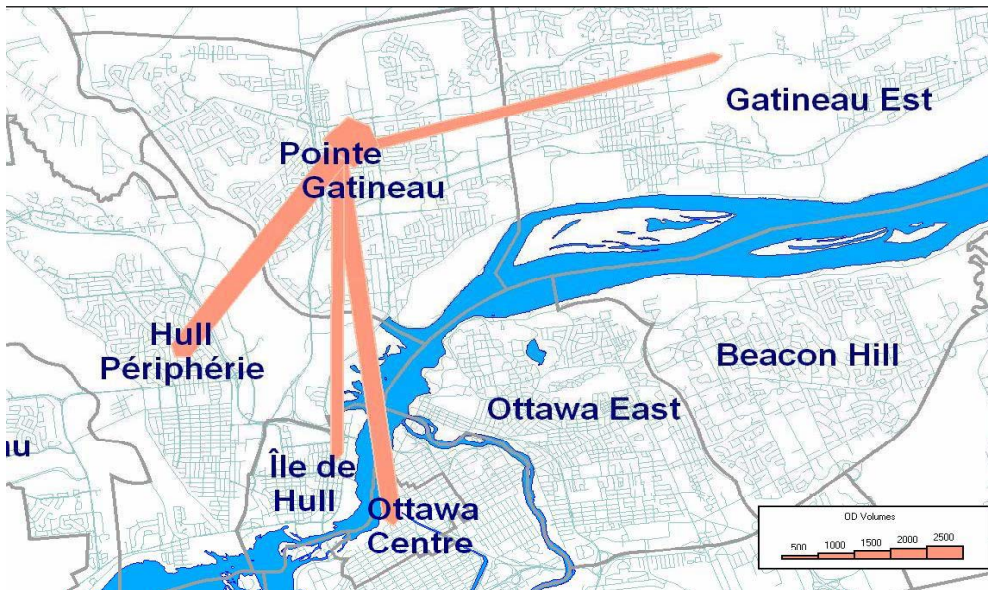 Gatineau Est
Pointe
Gatineau
Hull
Périphérie
Beacon Hill
Ottawa East
au
Île de
Hull
Ottawa
Centre
OD Volumes
500 1000 1500 2000 2500